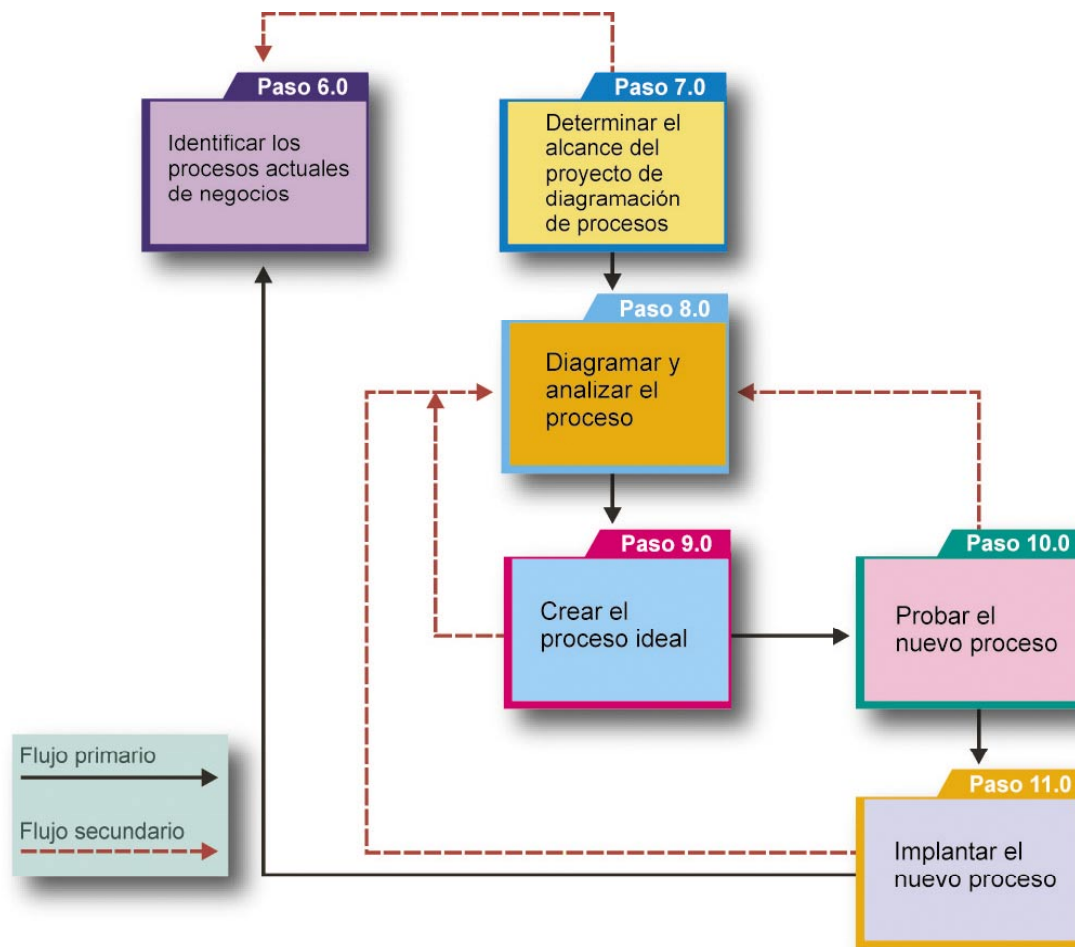 Paso 6.0
Identificar los
procesos actuales
de negocios
Paso 7.0
Determinar el
alcance del
proyecto de
diagramación
de procesos
Paso 8.0
Diagramar y
analizar el
proceso
Paso 9.0
Crear el
proceso ideal
Paso 10.0
Probar el
nuevo proceso
Paso 11.0
Implantar el
nuevo proceso
Flujo primario
Flujo secundario